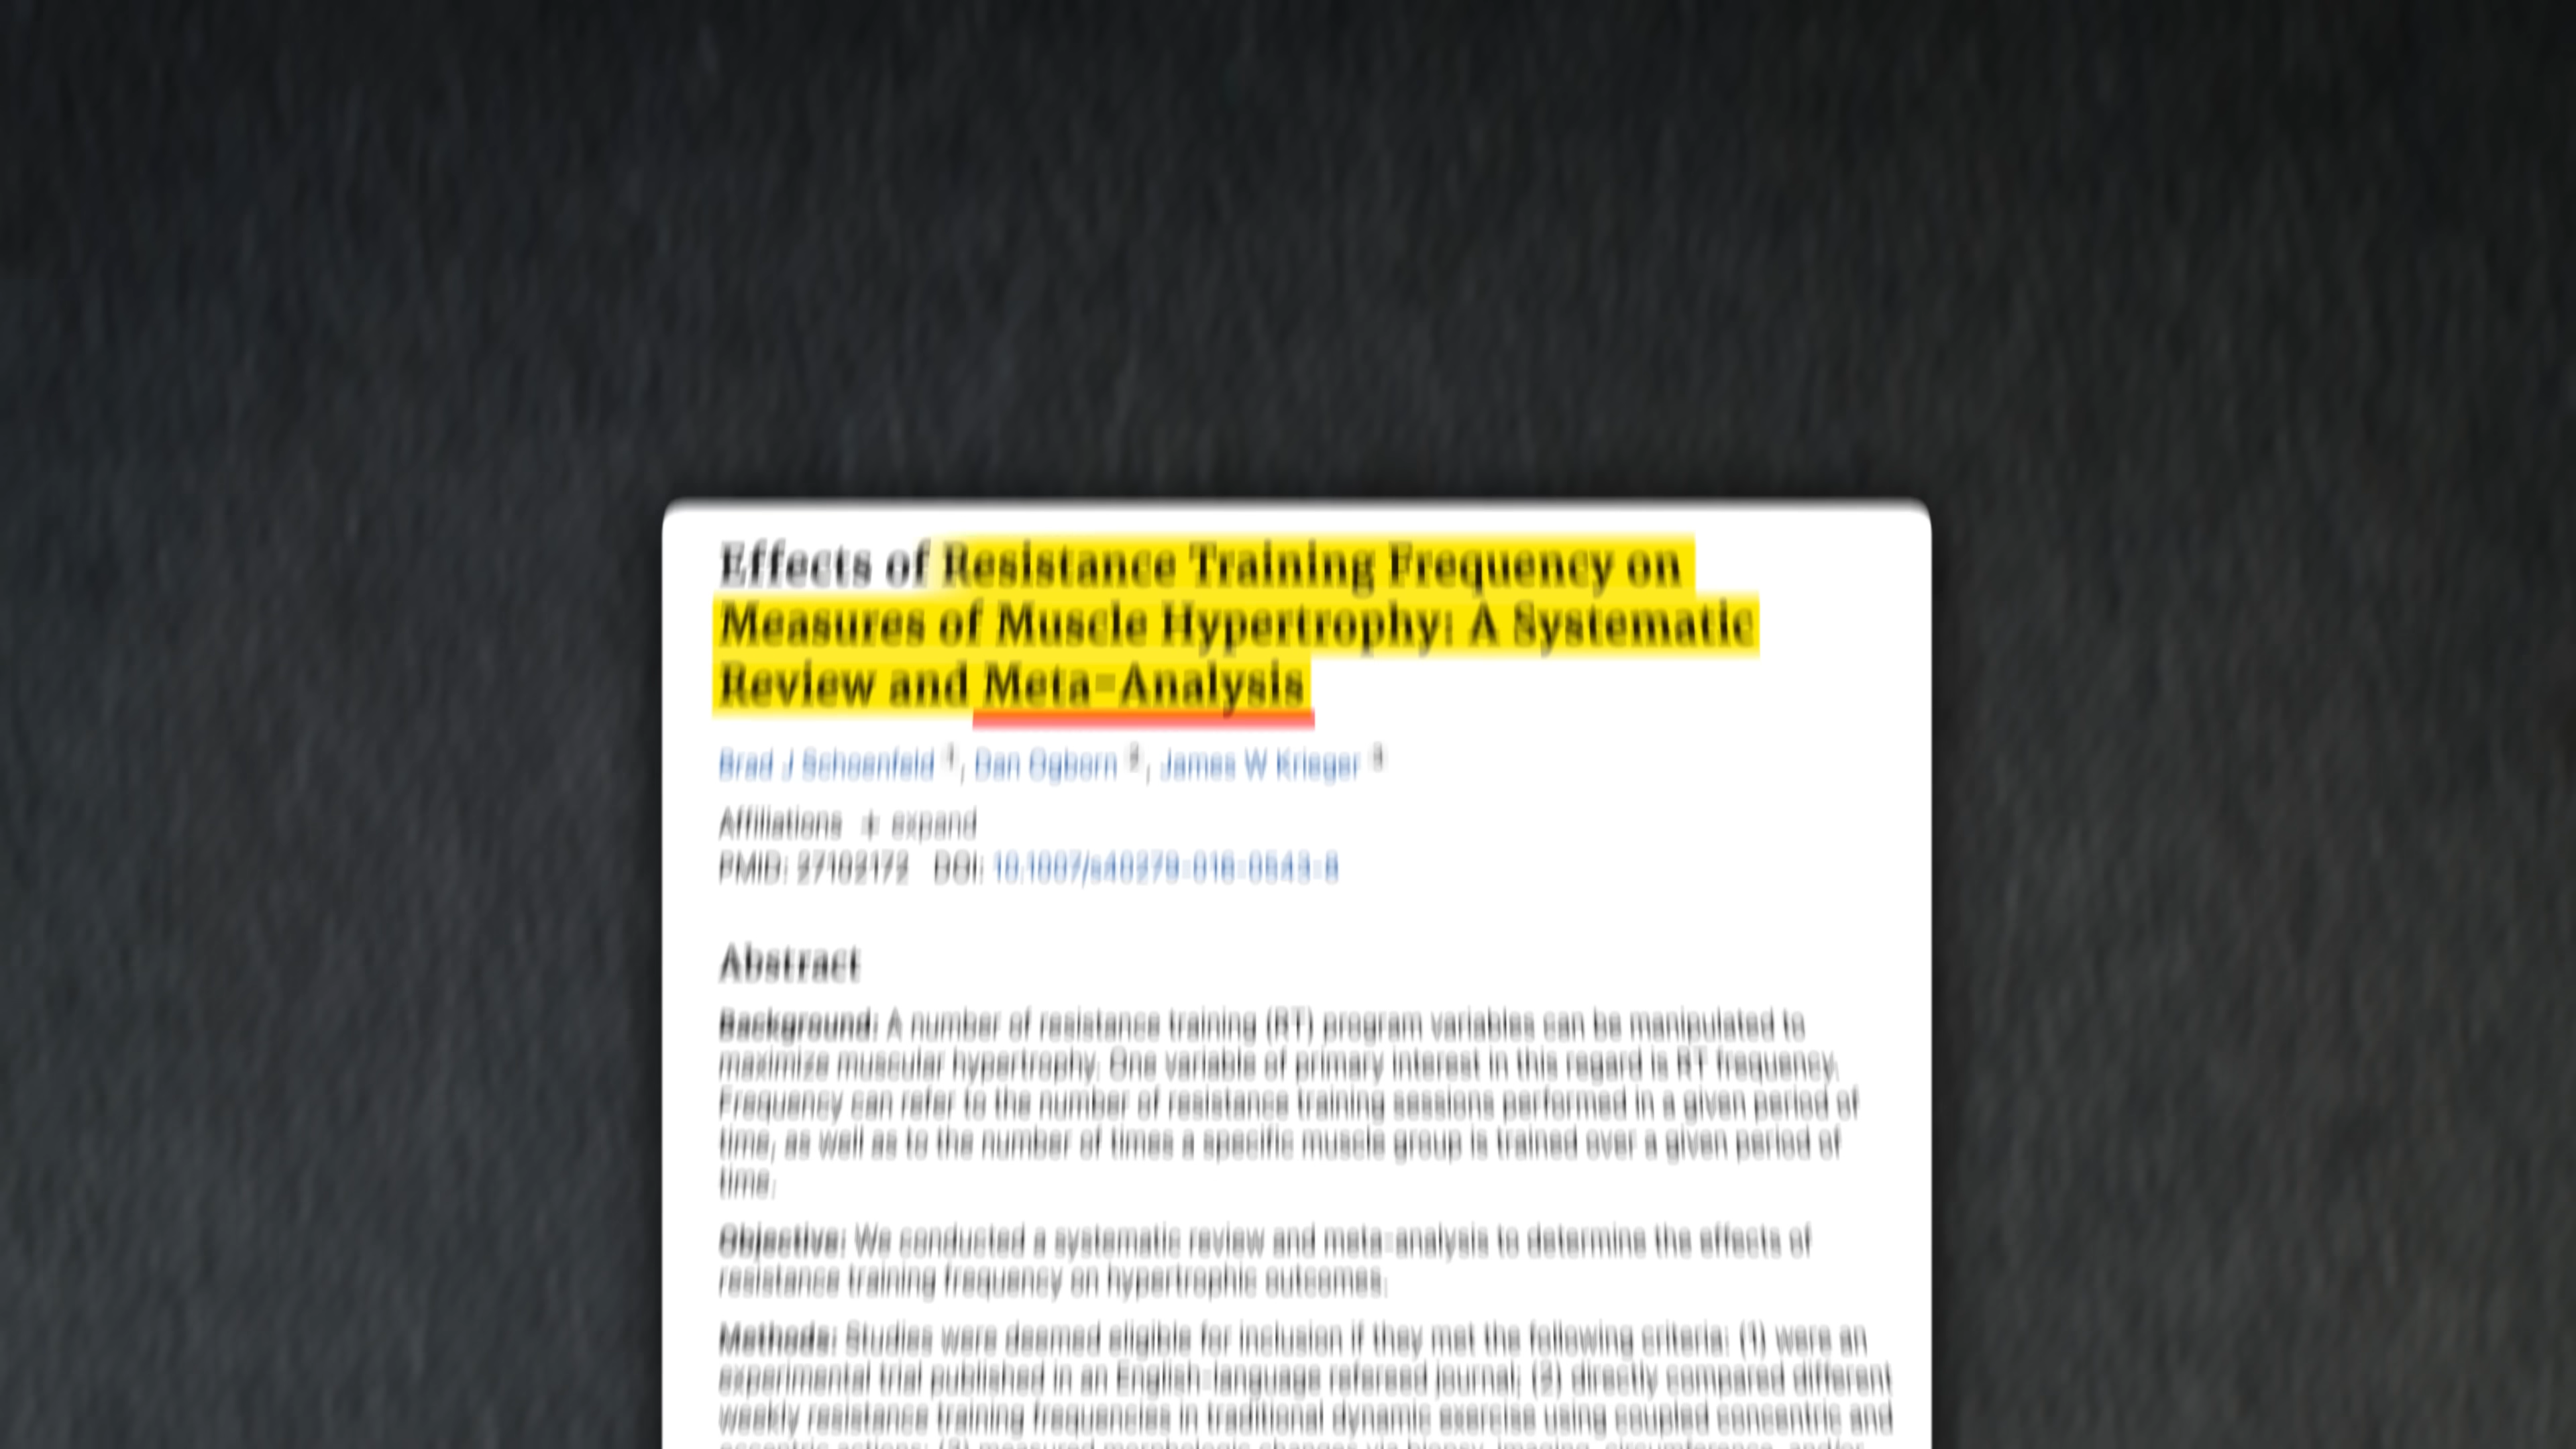 Effects of Resistance Training Frequency on
Measures of Muscle Hypertrophy: A Systematic
Review and Meta-Analysis
Brad J Schoenfeld 1, Dan Ogborn 2, James W Krieger 3
Affiliations + expand
PMID: 27102172 DOI: 10.1007/s40279-016-0543-8
Abstract
Background: A number of resistance training (RT) program variables can be manipulated to
maximize muscular hypertrophy. One variable of primary interest in this regard is RT frequency.
Frequency can refer to the number of resistance training sessions performed in a given period of
time, as well as to the number of times a specific muscle group is trained over a given period of
time.
Objective: We conducted a systematic review and meta-analysis to determine the effects of
resistance training frequency on hypertrophic outcomes.
Methods: Studies were deemed eligible for inclusion if they met the following criteria: (1) were an
experimental trial published in an English-language refereed journal; (2) directly compared different
weekly resistance training frequencies in traditional dynamic exercise using coupled concentric and